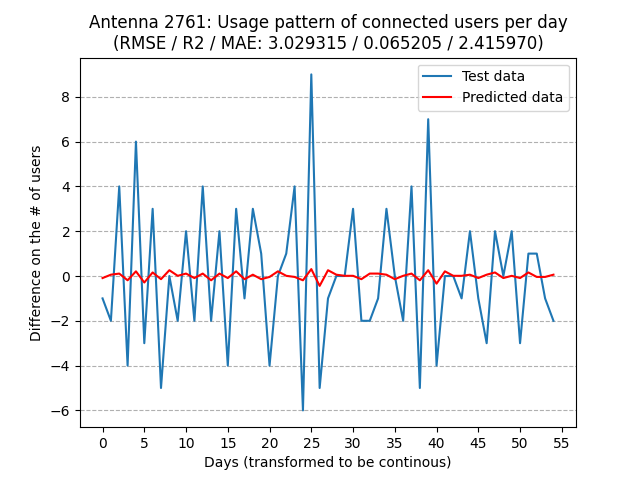 Antenna 2761: Usage pattern of connected users per day
(RMSE / R2 / MAE: 3.029315 / 0.065205 / 2.415970)
Test data
Predicted data
Difference on the # of users
8
6
4
2
0
−2
−4
−6
0 5 10 15 20 25 30 35 40 45 50 55
Days (transformed to be continous)